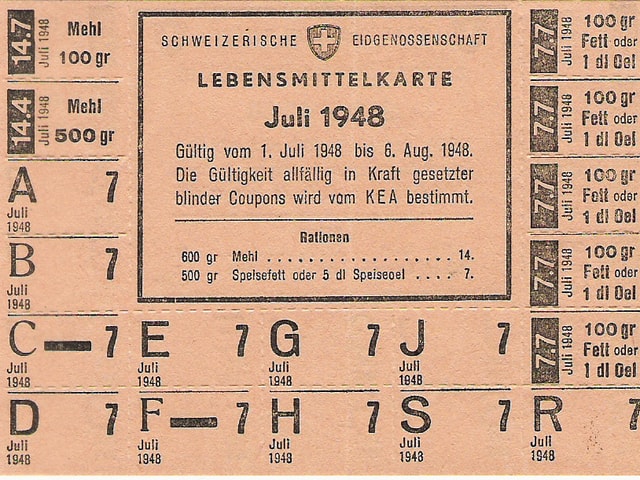 14.7 Juli 1948 Mehl
100 gr
14.4 Juli 1948 Mehl
500 gr
A 7
Juli
1948
B 7
Juli
1948
C 7
Juli
1948
D 7
Juli
1948
SCHWEIZERISCHE EIDGENOSSENSCHAFT
LEBENSMITTELKARTE
Juli 1948
Gültig vom 1. Juli 1948 bis 6. Aug. 1948.
Die Gültigkeit allfällig in Kraft gesetzter
blinder Coupons wird vom KEA bestimmt.
Rationen
600 gr Mehl . . . . . . . . . . . . . . . . . . 14.
500 gr Speisefett oder 5 dl Speiseoel . . . . 7.
E 7
Juli
1948
G 7
Juli
1948
J 7
Juli
1948
F 7
Juli
1948
H 7
Juli
1948
S 7
Juli
1948
R 7
Juli
1948
7.7 Juli 1948 100 gr
Fett oder
1 dl Oel
7.7 Juli 1948 100 gr
Fett oder
1 dl Oel
7.7 Juli 1948 100 gr
Fett oder
1 dl Oel
7.7 Juli 1948 100 gr
Fett oder
1 dl Oel
7.7 Juli 1948 100 gr
Fett oder
1 dl Oel